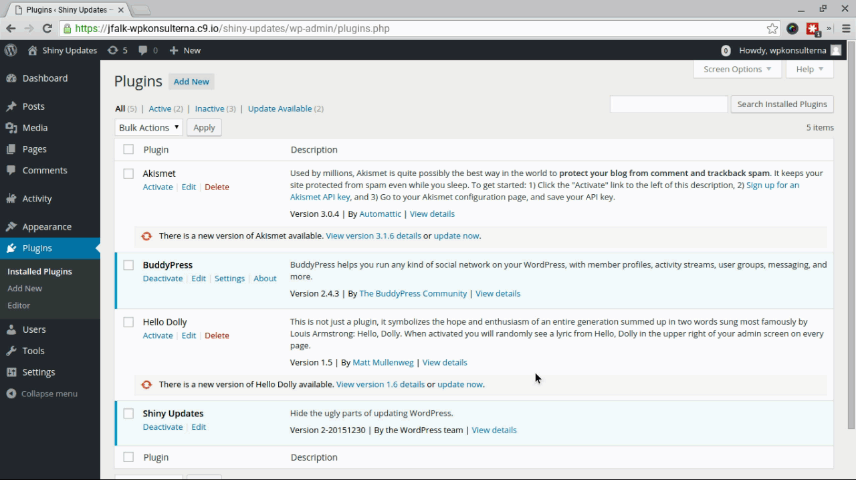 Plugins ‹ Shiny Updates –
https://jfalk-wpkonsulterna.c9.io/shiny-updates/wp-admin/plugins.php
Shiny Updates 5 0 New 0 Howdy, wpkonsulterna
Screen Options Help
Dashboard
Posts
Media
Pages
Comments
Activity
Appearance
Plugins
Installed Plugins
Add New
Editor
Users
Tools
Settings
Collapse menu
Plugins Add New
All (5) | Active (2) | Inactive (3) | Update Available (2)
Search Installed Plugins
Bulk Actions Apply
5 items
Plugin Description
Akismet
Activate | Edit | Delete
Used by millions, Akismet is quite possibly the best way in the world to protect your blog from comment and trackback spam. It keeps your
site protected from spam even while you sleep. To get started: 1) Click the "Activate" link to the left of this description, 2) Sign up for an
Akismet API key, and 3) Go to your Akismet configuration page, and save your API key.
Version 3.0.4 | By Automattic | View details
There is a new version of Akismet available. View version 3.1.6 details or update now.
BuddyPress
Deactivate | Edit | Settings | About
BuddyPress helps you run any kind of social network on your WordPress, with member profiles, activity streams, user groups, messaging, and
more.
Version 2.4.3 | By The BuddyPress Community | View details
Hello Dolly
Activate | Edit | Delete
This is not just a plugin, it symbolizes the hope and enthusiasm of an entire generation summed up in two words sung most famously by
Louis Armstrong: Hello, Dolly. When activated you will randomly see a lyric from Hello, Dolly in the upper right of your admin screen on every
page.
Version 1.5 | By Matt Mullenweg | View details
There is a new version of Hello Dolly available. View version 1.6 details or update now.
Shiny Updates
Deactivate | Edit
Hide the ugly parts of updating WordPress.
Version 2-20151230 | By the WordPress team | View details
Plugin Description